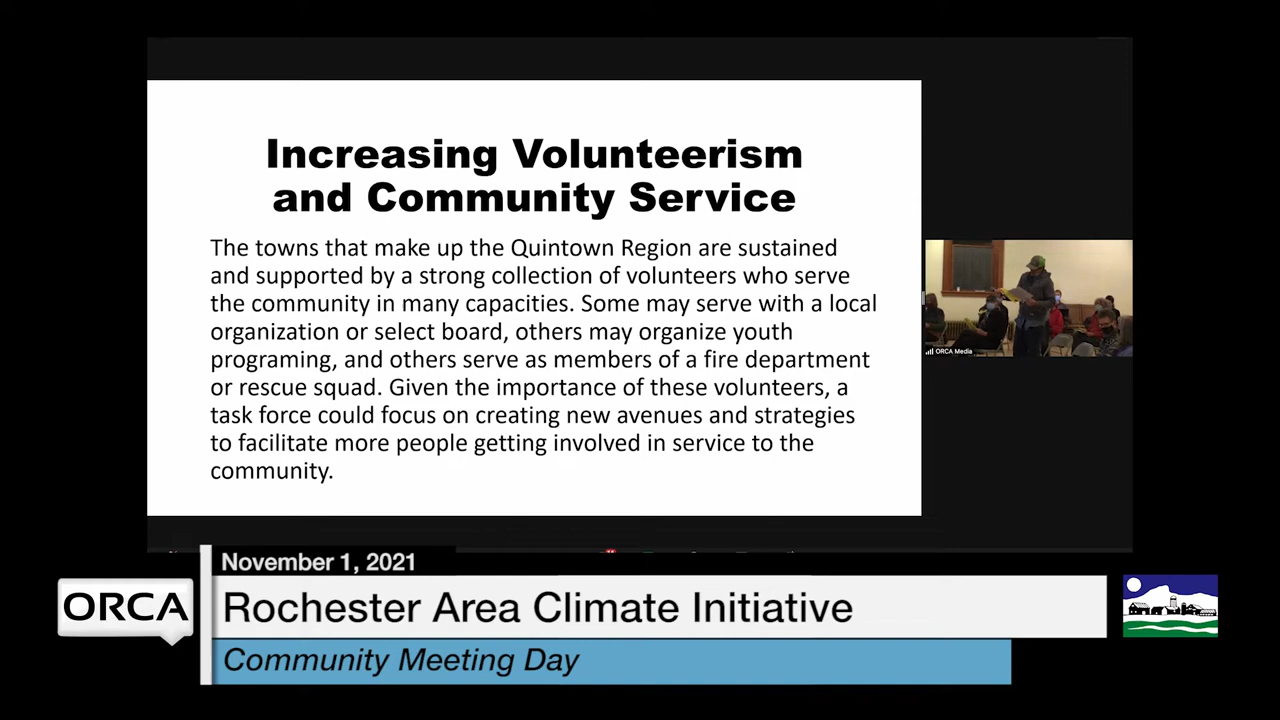 Increasing Volunteerism
and Community Service
The towns that make up the Quintown Region are sustained
and supported by a strong collection of volunteers who serve
the community in many capacities. Some may serve with a local
organization or select board, others may organize youth
programing, and others serve as members of a fire department
or rescue squad. Given the importance of these volunteers, a
task force could focus on creating new avenues and strategies
to facilitate more people getting involved in service to the
community.
ORCA Media
November 1, 2021
ORCA
Rochester Area Climate Initiative
Community Meeting Day